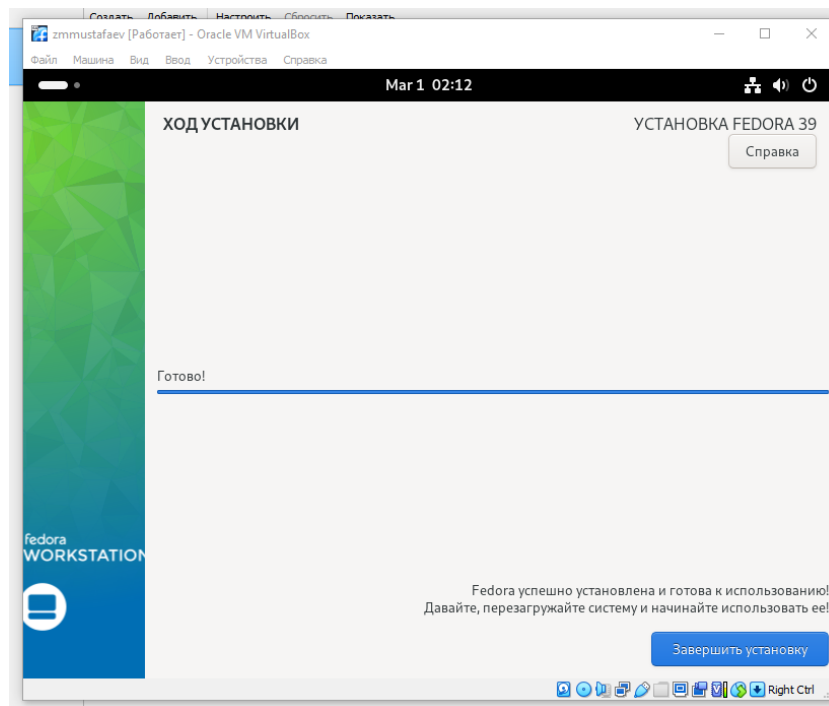 Создать Добавить Настроить Сбросить Показать
zmmustafaev [Работает] - Oracle VM VirtualBox
Файл Машина Вид Ввод Устройства Справка
Mar 1 02:12
ХОД УСТАНОВКИ
УСТАНОВКА FEDORA 39
Справка
Готово!
fedora
WORKSTATION
Fedora успешно установлена и готова к использованию!
Давайте, перезагружайте систему и начинайте использовать ее!
Завершить установку
Right Ctrl